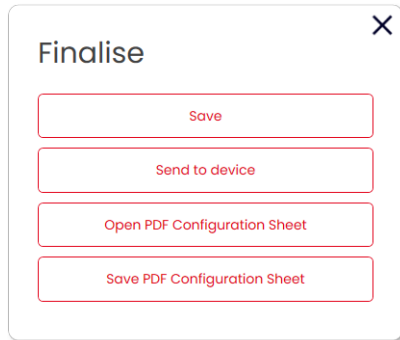 Finalise
Save
Send to device
Open PDF Configuration Sheet
Save PDF Configuration Sheet